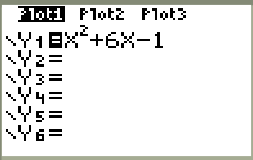 Plot1 Plot2 Plot3
\Y₁=X²+6X−1
\Y₂=
\Y₃=
\Y₄=
\Y₅=
\Y₆=